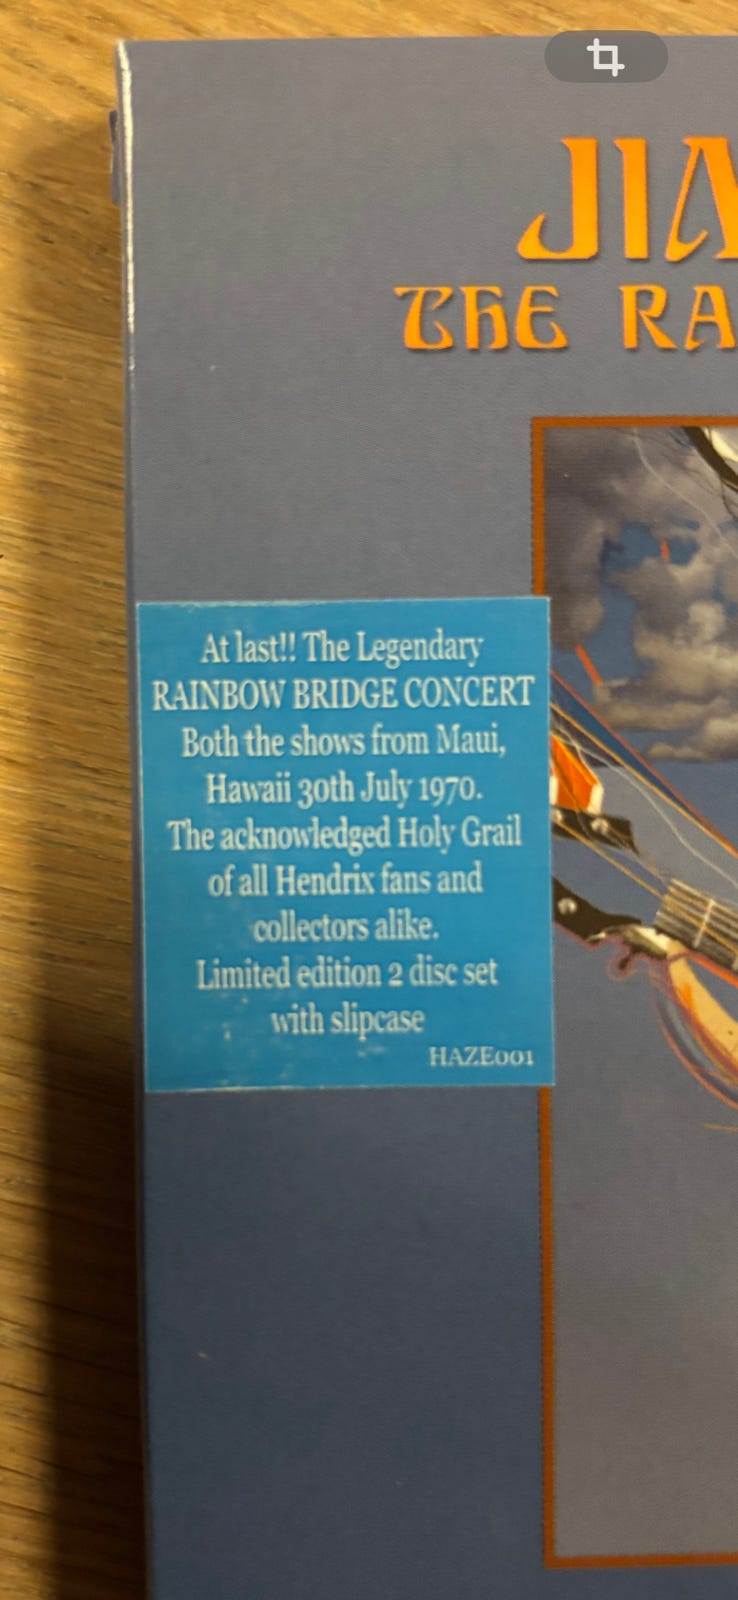 JIM
THE RA
At last!! The Legendary
RAINBOW BRIDGE CONCERT
Both the shows from Maui,
Hawaii 30th July 1970.
The acknowledged Holy Grail
of all Hendrix fans and
collectors alike.
Limited edition 2 disc set
with slipcase
HAZE001